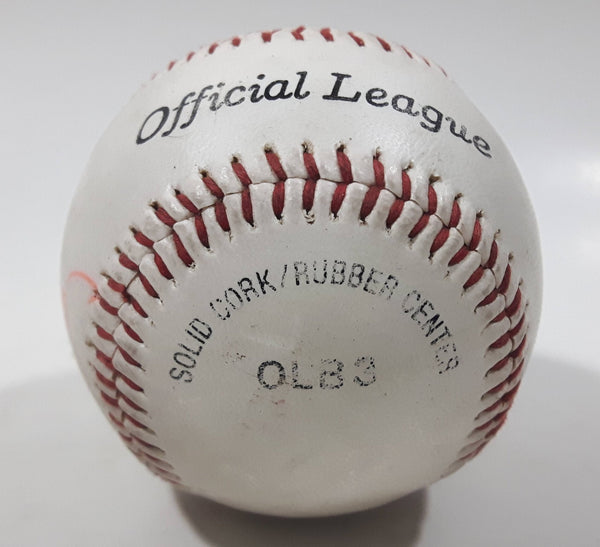 Official League
SOLID CORK/RUBBER CENTER
OLB3